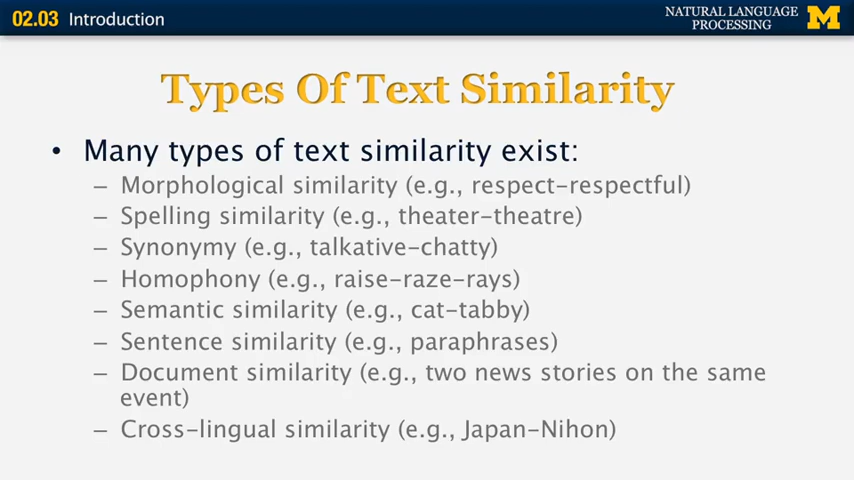 02.03 Introduction
NATURAL LANGUAGE
PROCESSING
M
Types Of Text Similarity
• Many types of text similarity exist:
– Morphological similarity (e.g., respect-respectful)
– Spelling similarity (e.g., theater-theatre)
– Synonymy (e.g., talkative-chatty)
– Homophony (e.g., raise-raze-rays)
– Semantic similarity (e.g., cat-tabby)
– Sentence similarity (e.g., paraphrases)
– Document similarity (e.g., two news stories on the same
event)
– Cross-lingual similarity (e.g., Japan-Nihon)